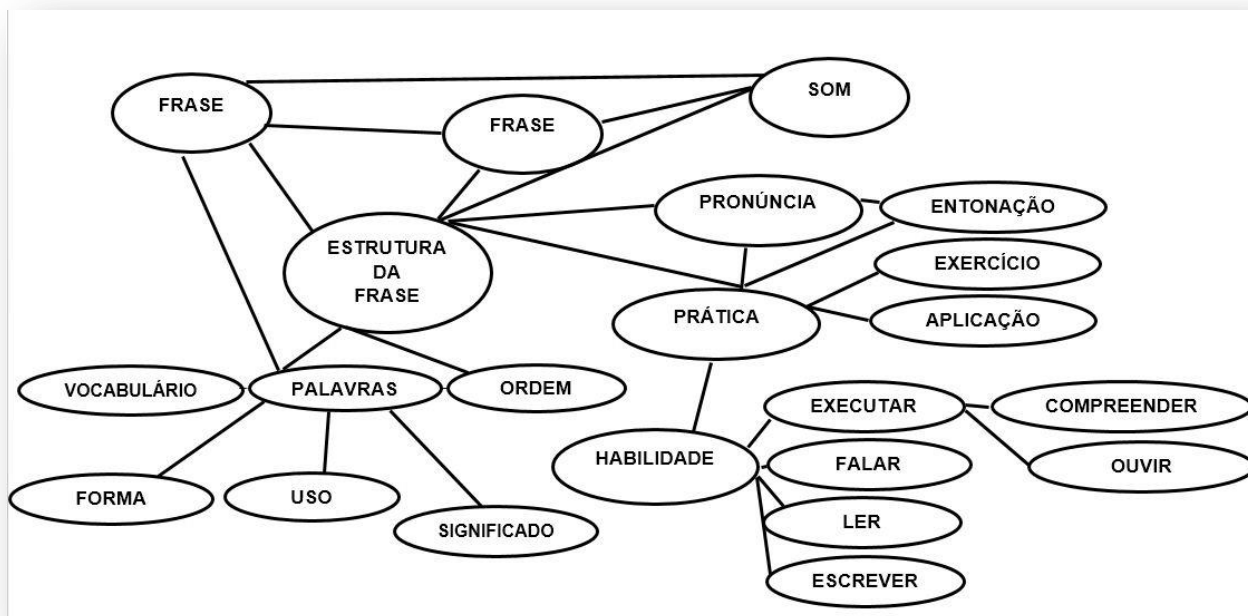 FRASE
SOM
FRASE
PRONÚNCIA
ENTONAÇÃO
ESTRUTURA
DA
FRASE
EXERCÍCIO
PRÁTICA
APLICAÇÃO
VOCABULÁRIO
PALAVRAS
ORDEM
EXECUTAR
COMPREENDER
HABILIDADE
FALAR
OUVIR
FORMA
USO
SIGNIFICADO
LER
ESCREVER